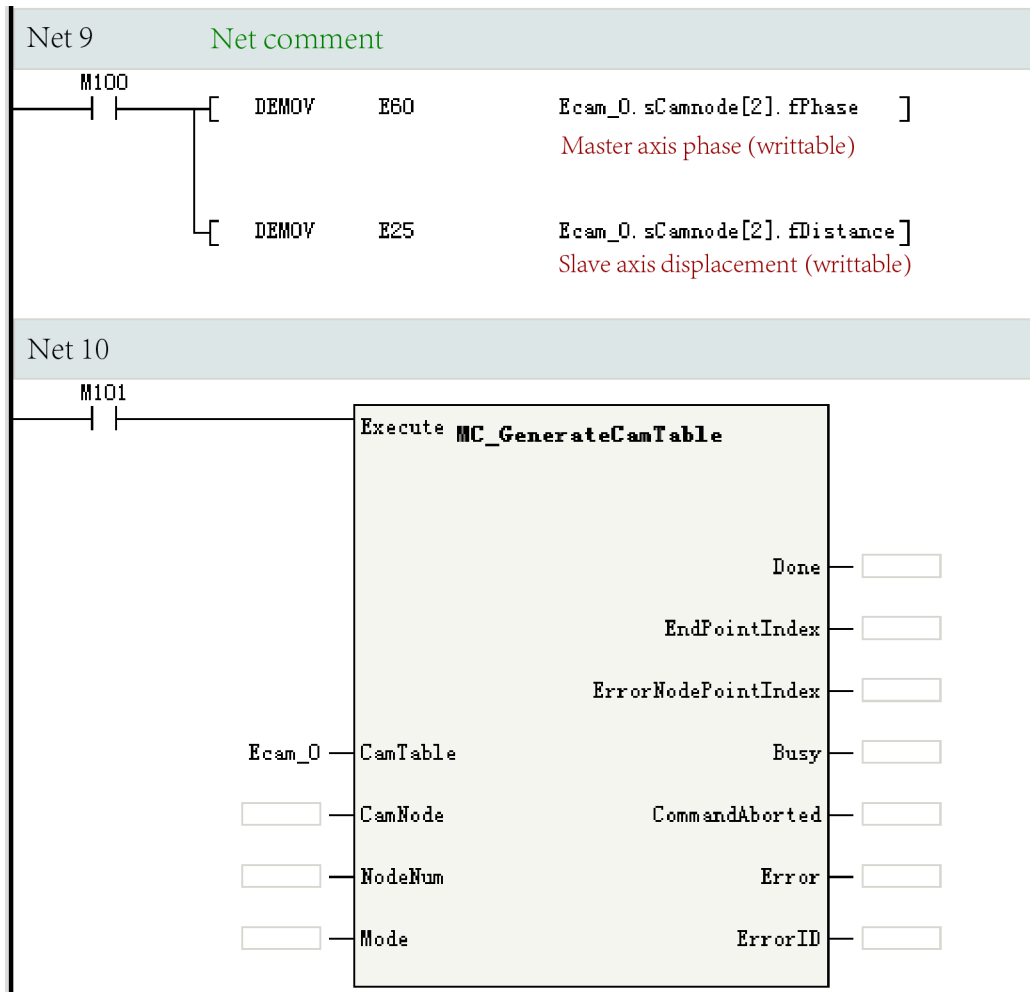 Net 9 Net comment
M100
[ DEMOV E60 Ecam_0.sCamnode[2].fPhase ]
Master axis phase (writtable)
[ DEMOV E25 Ecam_0.sCamnode[2].fDistance]
Slave axis displacement (writtable)
Net 10
M101
Execute MC_GenerateCamTable
Done
EndPointIndex
ErrorNodePointIndex
Ecam_0 CamTable Busy
CamNode CommandAborted
NodeNum Error
Mode ErrorID